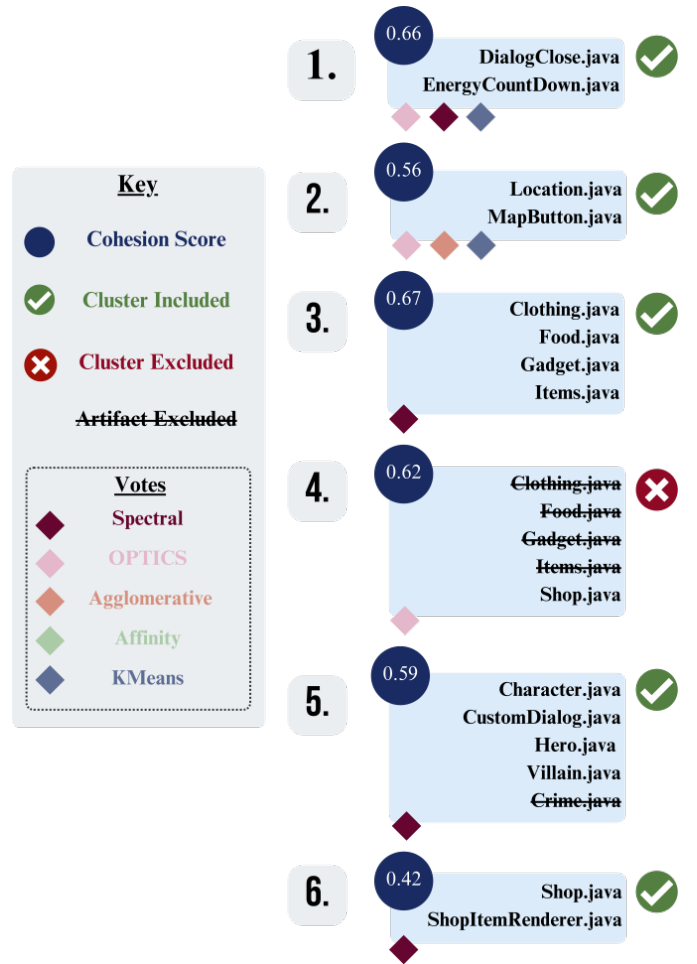 Key
Cohesion Score
Cluster Included
Cluster Excluded
Artifact Excluded
Votes
Spectral
OPTICS
Agglomerative
Affinity
KMeans
1.
0.66
DialogClose.java
EnergyCountDown.java
2.
0.56
Location.java
MapButton.java
3.
0.67
Clothing.java
Food.java
Gadget.java
Items.java
4.
0.62
Clothing.java
Food.java
Gadget.java
Items.java
Shop.java
5.
0.59
Character.java
CustomDialog.java
Hero.java
Villain.java
Crime.java
6.
0.42
Shop.java
ShopItemRenderer.java